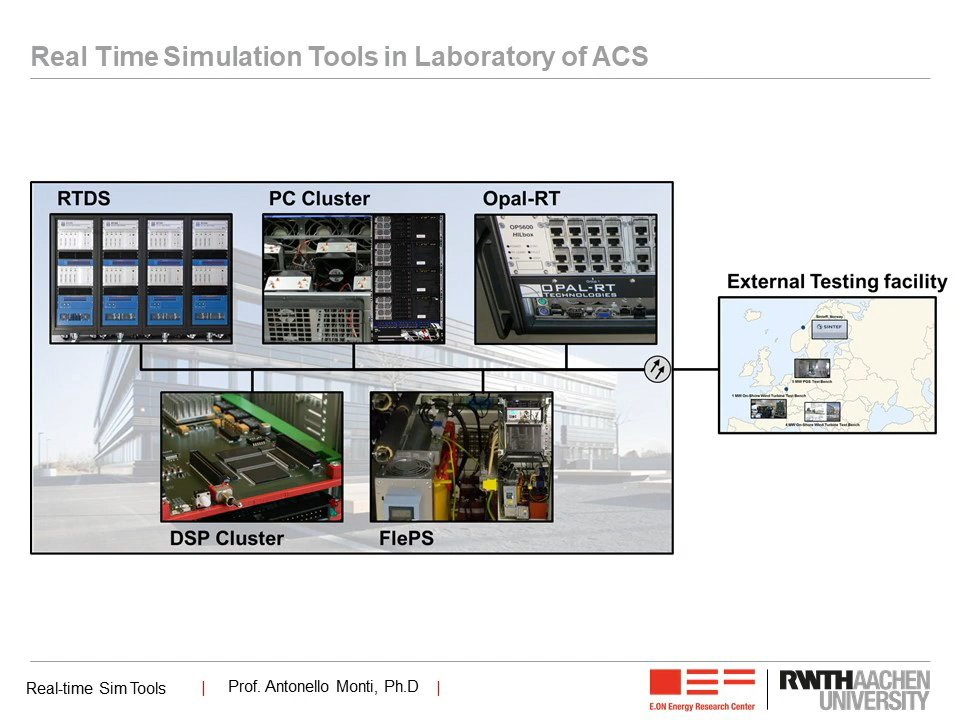 Real Time Simulation Tools in Laboratory of ACS
RTDS
PC Cluster
Opal-RT
OP5600
HILbox
OPAL-RT
TECHNOLOGIES
External Testing facility
SINTEF
5 MW PGS Test Bench
1 MW On-Shore Wind Turbine Test Bench
4 MW On-Shore Wind Turbine Test Bench
DSP Cluster
FlePS
Real-time Sim Tools | Prof. Antonello Monti, Ph.D |
E.ON Energy Research Center
RWTHAACHEN
UNIVERSITY